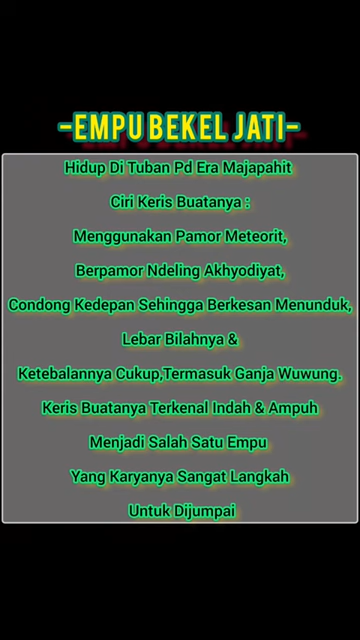 -EMPU BEKEL JATI-
Hidup Di Tuban Pd Era Majapahit
Ciri Keris Buatanya :
Menggunakan Pamor Meteorit,
Berpamor Ndeling Akhyodiyat,
Condong Kedepan Sehingga Berkesan Menunduk,
Lebar Bilahnya &
Ketebalannya Cukup,Termasuk Ganja Wuwung.
Keris Buatanya Terkenal Indah & Ampuh
Menjadi Salah Satu Empu
Yang Karyanya Sangat Langkah
Untuk Dijumpai